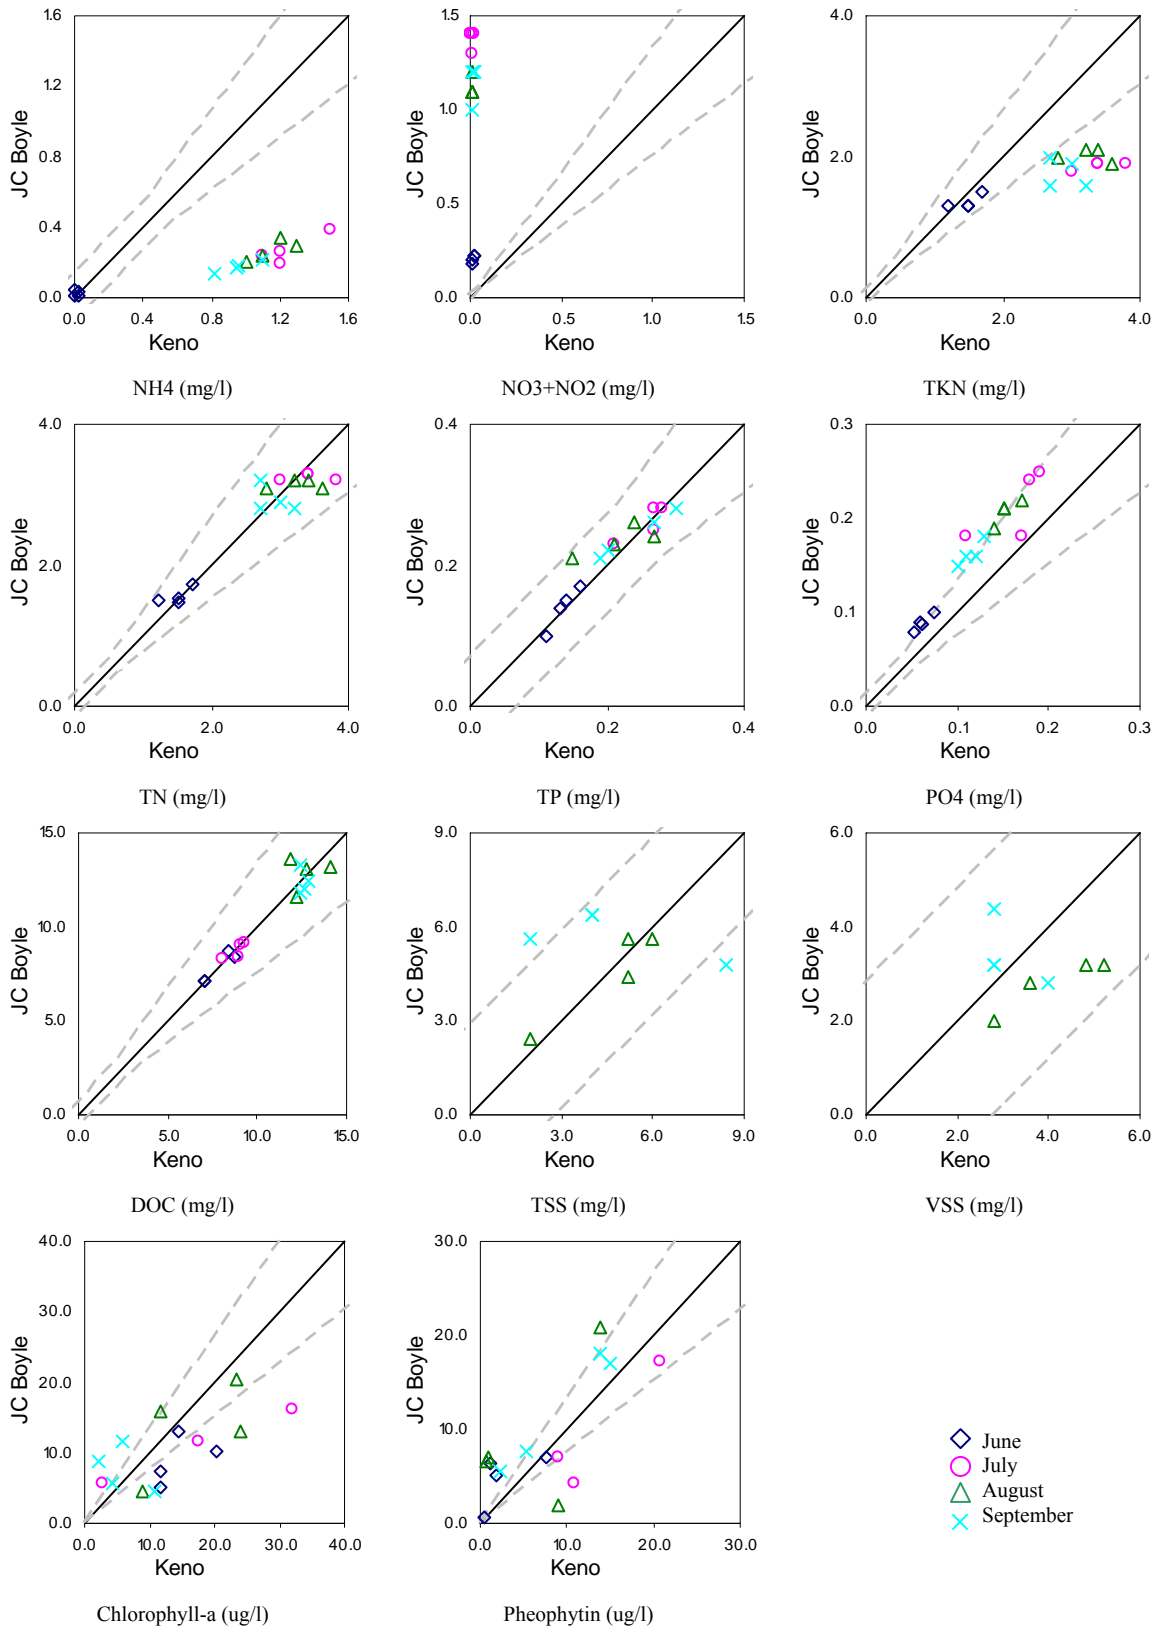 1.6
1.2
0.8
0.4
0.0
JC Boyle
0.0 0.4 0.8 1.2 1.6
Keno
NH4 (mg/l)
1.5
1.0
0.5
0.0
JC Boyle
0.0 0.5 1.0 1.5
Keno
NO3+NO2 (mg/l)
4.0
2.0
0.0
JC Boyle
0.0 2.0 4.0
Keno
TKN (mg/l)
4.0
2.0
0.0
JC Boyle
0.0 2.0 4.0
Keno
TN (mg/l)
0.4
0.2
0.0
JC Boyle
0.0 0.2 0.4
Keno
TP (mg/l)
0.3
0.2
0.1
0.0
JC Boyle
0.0 0.1 0.2 0.3
Keno
PO4 (mg/l)
15.0
10.0
5.0
0.0
JC Boyle
0.0 5.0 10.0 15.0
Keno
DOC (mg/l)
9.0
6.0
3.0
0.0
JC Boyle
0.0 3.0 6.0 9.0
Keno
TSS (mg/l)
6.0
4.0
2.0
0.0
JC Boyle
0.0 2.0 4.0 6.0
Keno
VSS (mg/l)
40.0
30.0
20.0
10.0
0.0
JC Boyle
0.0 10.0 20.0 30.0 40.0
Keno
Chlorophyll-a (ug/l)
30.0
20.0
10.0
0.0
JC Boyle
0.0 10.0 20.0 30.0
Keno
Pheophytin (ug/l)
June
July
August
September